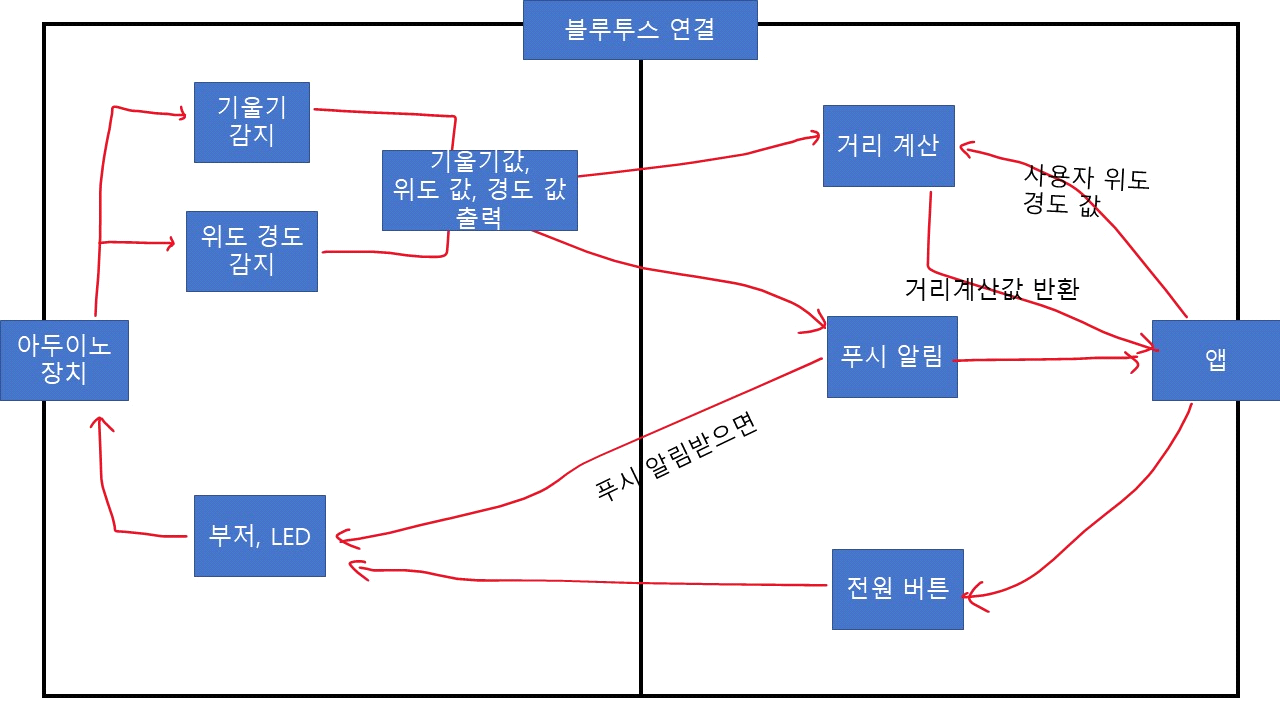 블루투스 연결
기울기
감지
기울기값,
위도 값, 경도 값
출력
거리 계산
사용자 위도
경도 값
위도 경도
감지
거리계산값 반환
아두이노
장치
푸시 알림
앱
푸시 알림받으면
부저, LED
전원 버튼